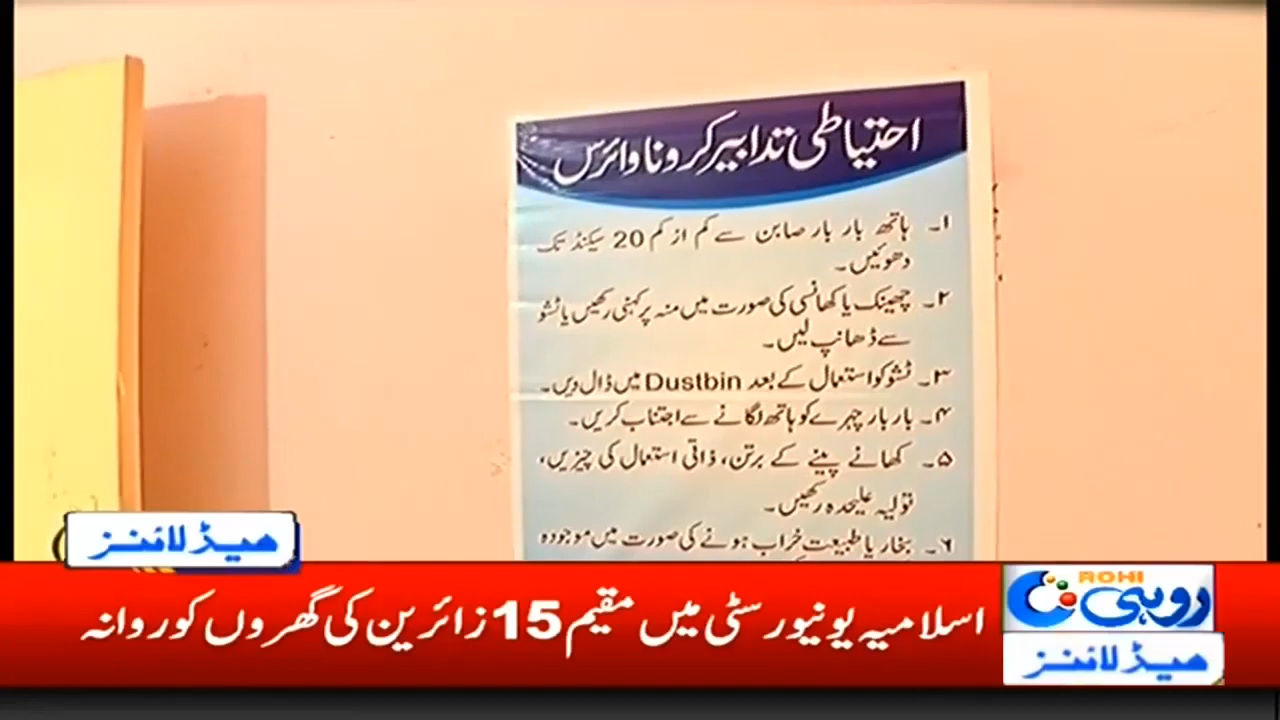 احتیاطی تدابیر کرونا وائرس
۱۔ ہاتھ بار بار صابن سے کم از کم 20 سیکنڈ تک
دھوئیں۔
۲۔ چھینک یا کھانسی کی صورت میں منہ پر کہنی رکھیں یا ٹشو
سے ڈھانپ لیں۔
۳۔ ٹشو کو استعمال کے بعد Dustbin میں ڈال دیں۔
۴۔ بار بار چہرے کو ہاتھ لگانے سے اجتناب کریں۔
۵۔ کھانے پینے کے برتن، ذاتی استعمال کی چیزیں،
تولیہ علیحدہ رکھیں۔
۶۔ بخار یا طبیعت خراب ہونے کی صورت میں موجودہ
ھیڈلائنز
اسلامیہ یونیورسٹی میں مقیم 15 زائرین کی گھروں کو روانہ
ROHI
روہی
ھیڈلائنز